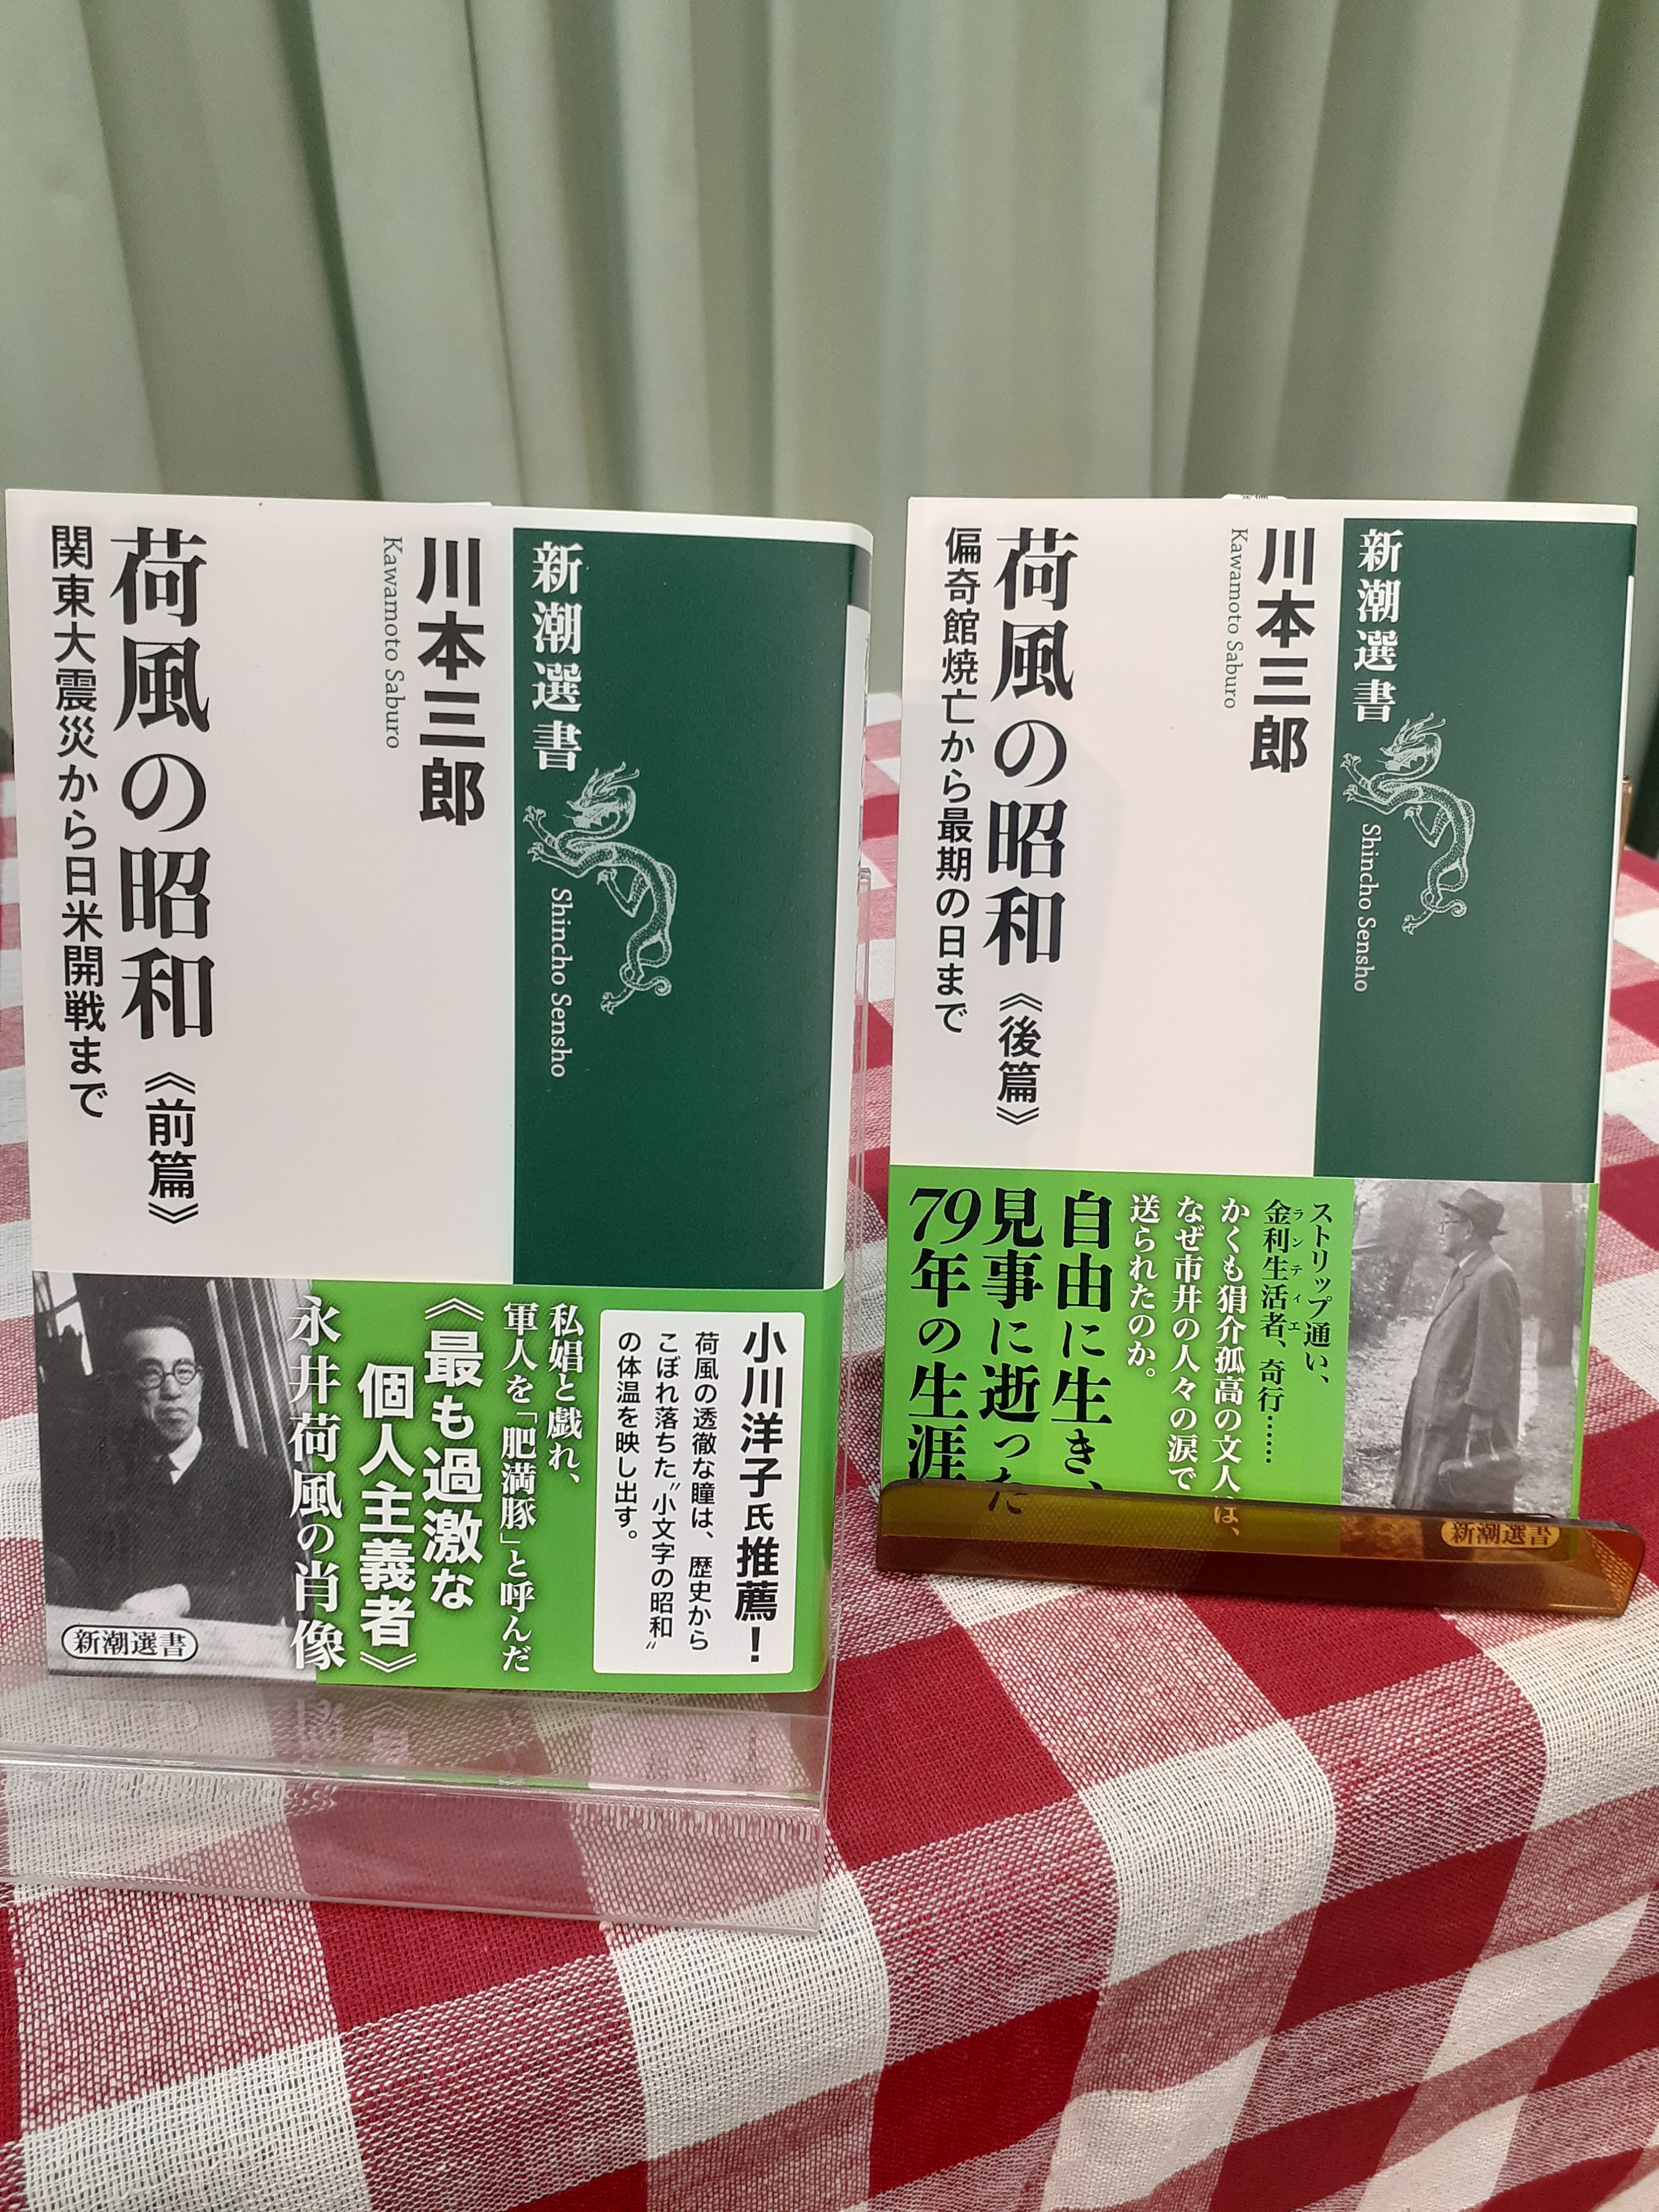 新潮選書
Shincho Sensho
川本三郎
Kawamoto Saburo
荷風の昭和《前篇》
関東大震災から日米開戦まで
小川洋子氏推薦！
荷風の透徹な瞳は、歴史から
こぼれ落ちた〝小文字の昭和〟
の体温を映し出す。
私娼と戯れ、
軍人を「肥満豚」と呼んだ
《最も過激な
個人主義者》
永井荷風の肖像
新潮選書
新潮選書
Shincho Sensho
川本三郎
Kawamoto Saburo
荷風の昭和《後篇》
偏奇館焼亡から最期の日まで
ストリップ通い、
金利生活者、奇行……
ランティエ
かくも狷介孤高の文人は、
なぜ市井の人々の涙で
送られたのか。
自由に生き、
見事に逝った
79年の生涯
新潮選書